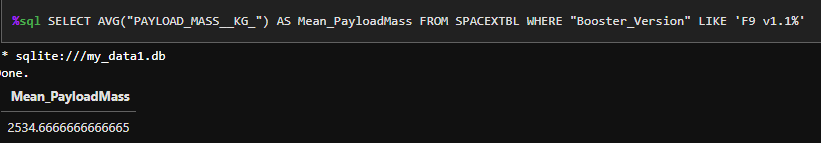 %sql SELECT AVG("PAYLOAD_MASS__KG_") AS Mean_PayloadMass FROM SPACEXTBL WHERE "Booster_Version" LIKE 'F9 v1.1%'
* sqlite:///my_data1.db
Done.
Mean_PayloadMass
2534.6666666666665